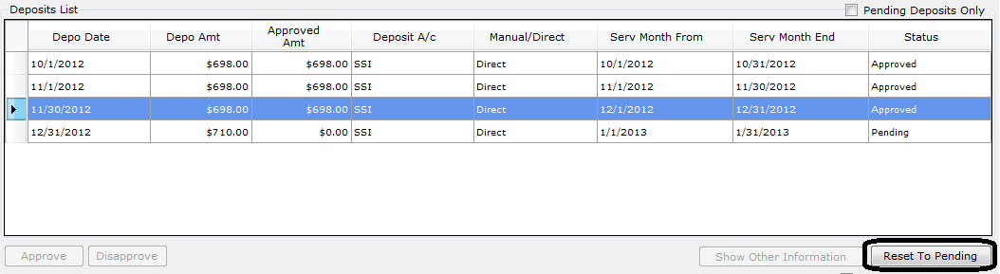 Deposits List
Pending Deposits Only
Depo Date Depo Amt Approved Amt Deposit A/c Manual/Direct Serv Month From Serv Month End Status
10/1/2012 $698.00 $698.00 SSI Direct 10/1/2012 10/31/2012 Approved
11/1/2012 $698.00 $698.00 SSI Direct 11/1/2012 11/30/2012 Approved
11/30/2012 $698.00 $698.00 SSI Direct 12/1/2012 12/31/2012 Approved
12/31/2012 $710.00 $0.00 SSI Direct 1/1/2013 1/31/2013 Pending
Approve Disapprove Show Other Information Reset To Pending